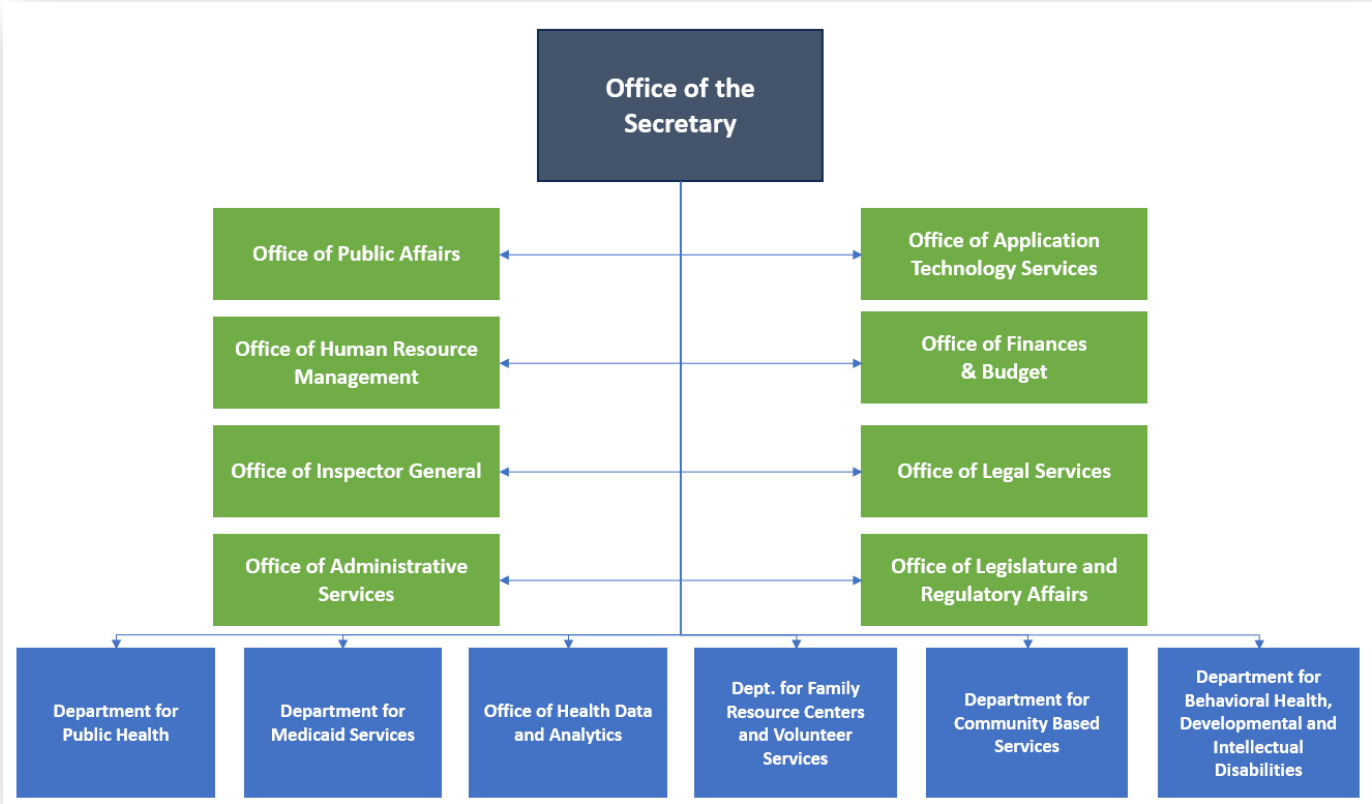 Office of the
Secretary
Office of Public Affairs
Office of Application
Technology Services
Office of Human Resource
Management
Office of Finances
& Budget
Office of Inspector General
Office of Legal Services
Office of Administrative
Services
Office of Legislature and
Regulatory Affairs
Department for
Public Health
Department for
Medicaid Services
Office of Health Data
and Analytics
Dept. for Family
Resource Centers
and Volunteer
Services
Department for
Community Based
Services
Department for
Behavioral Health,
Developmental and
Intellectual
Disabilities